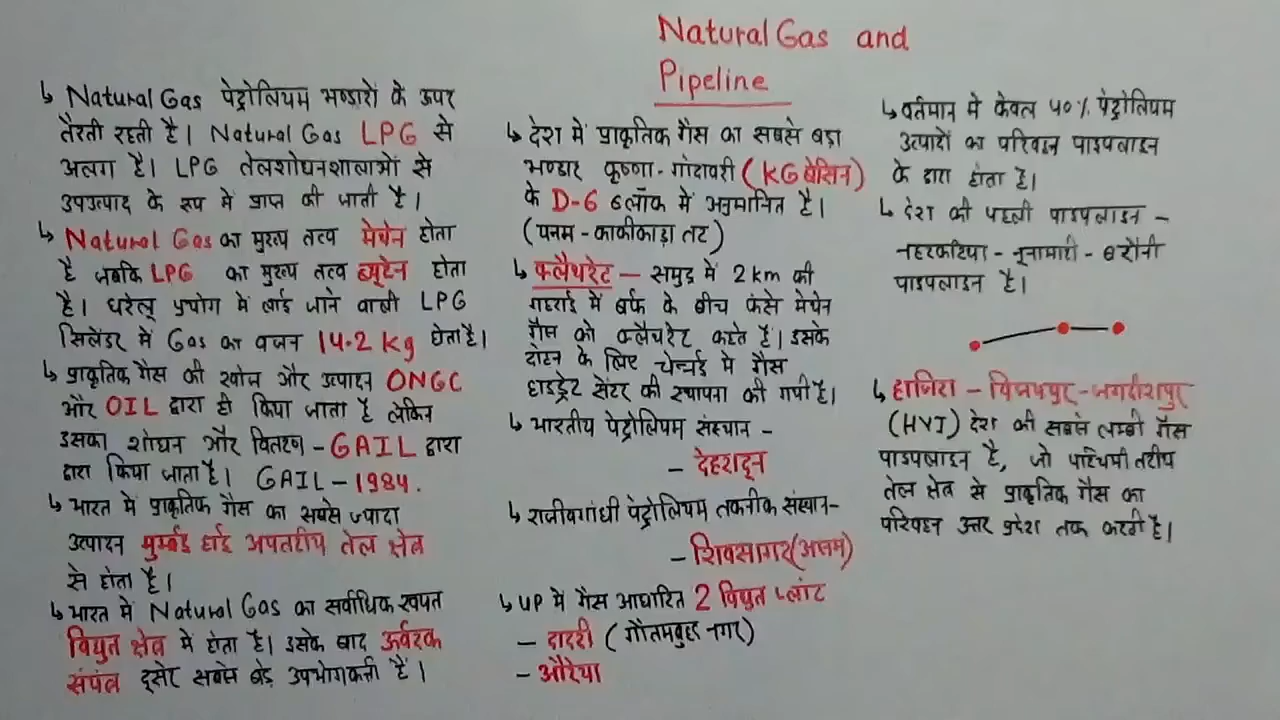 Natural Gas and
Pipeline
↳ Natural Gas पेट्रोलियम भण्डारों के ऊपर
तैरती रहती है। Natural Gas LPG से
अलग है। LPG तेलशोधनशालाओं से
उपउत्पाद के रूप में प्राप्त की जाती है।
↳ Natural Gas का मुख्य तत्व मेथेन होता
है जबकि LPG का मुख्य तत्व ब्यूटेन होता
है। घरेलू प्रयोग मे लाई जाने वाली LPG
सिलेंडर में Gas का वजन 14.2 kg होता है।
↳ प्राकृतिक गैस की खोज और उत्पादन ONGC
और OIL द्वारा ही किया जाता है लेकिन
इसका शोधन और वितरण - GAIL द्वारा
द्वारा किया जाता है। GAIL - 1984.
↳ भारत मे प्राकृतिक गैस का सबसे ज्यादा
उत्पादन मुम्बई हाई अपतटीय तेल क्षेत्र
से होता है।
↳ भारत में Natural Gas का सर्वाधिक खपत
विद्युत क्षेत्र में होता है। इसके बाद ऊर्वरक
संयंत्र दूसरे सबसे बड़े उपभोगकर्ता हैं।
↳ देश में प्राकृतिक गैस का सबसे बड़ा
भण्डार कृष्णा - गोदावरी (KG बेसिन)
के D-6 ब्लॉक में अनुमानित है।
(पनम - काकीकाड़ा तट)
↳ क्लैथरेट - समुद्र में 2 km की
गहराई में बर्फ के बीच फंसे मेथेन
गैस को क्लैथरेट कहते हैं। इसके
दोहन के लिए चेन्नई मे गैस
हाइड्रेट सेंटर की स्थापना की गयी है।
↳ भारतीय पेट्रोलियम संस्थान -
- देहरादून
↳ राजीवगांधी पेट्रोलियम तकनीक संस्थान -
- शिवसागर (असम)
↳ UP में गैस आधारित 2 विद्युत प्लांट
- दादरी (गौतमबुद्ध नगर)
- औरैया
↳ वर्तमान मे केवल 40% पेट्रोलियम
उत्पादों का परिवहन पाइपलाइन
के द्वारा होता है।
↳ देश की पहली पाइपलाइन -
नहरकटिया - नूनामाटी - बरौनी
पाइपलाइन है।
↳ हाजिरा - विजयपुर - जगदीशपुर
(HVJ) देश की सबसे लम्बी गैस
पाइपलाइन है, जो पश्चिमी तटीय
तेल क्षेत्र से प्राकृतिक गैस का
परिवहन उत्तर प्रदेश तक करती है।